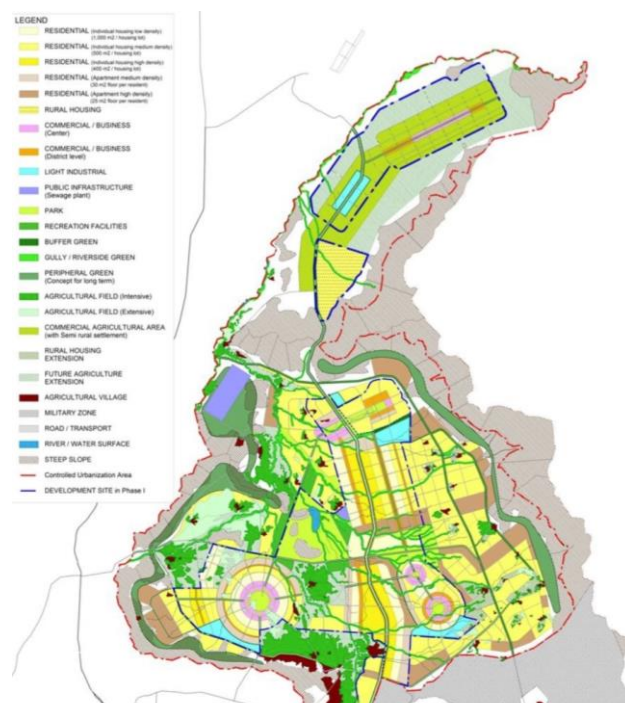 LEGEND
RESIDENTIAL (Individual housing low density)
(1,000 m2 / housing lot)
RESIDENTIAL (Individual housing medium density)
(500 m2 / housing lot)
RESIDENTIAL (Individual housing high density)
(400 m2 / housing lot)
RESIDENTIAL (Apartment medium density)
(30 m2 floor per resident)
RESIDENTIAL (Apartment high density)
(25 m2 floor per resident)
RURAL HOUSING
COMMERCIAL / BUSINESS
(Center)
COMMERCIAL / BUSINESS
(District level)
LIGHT INDUSTRIAL
PUBLIC INFRASTRUCTURE
(Sewage plant)
PARK
RECREATION FACILITIES
BUFFER GREEN
GULLY / RIVERSIDE GREEN
PERIPHERAL GREEN
(Concept for long term)
AGRICULTURAL FIELD (Intensive)
AGRICULTURAL FIELD (Extensive)
COMMERCIAL AGRICULTURAL AREA
(with Semi rural settlement)
RURAL HOUSING
EXTENSION
FUTURE AGRICULTURE
EXTENSION
AGRICULTURAL VILLAGE
MILITARY ZONE
ROAD / TRANSPORT
RIVER / WATER SURFACE
STEEP SLOPE
Controlled Urbanization Area
DEVELOPMENT SITE in Phase I